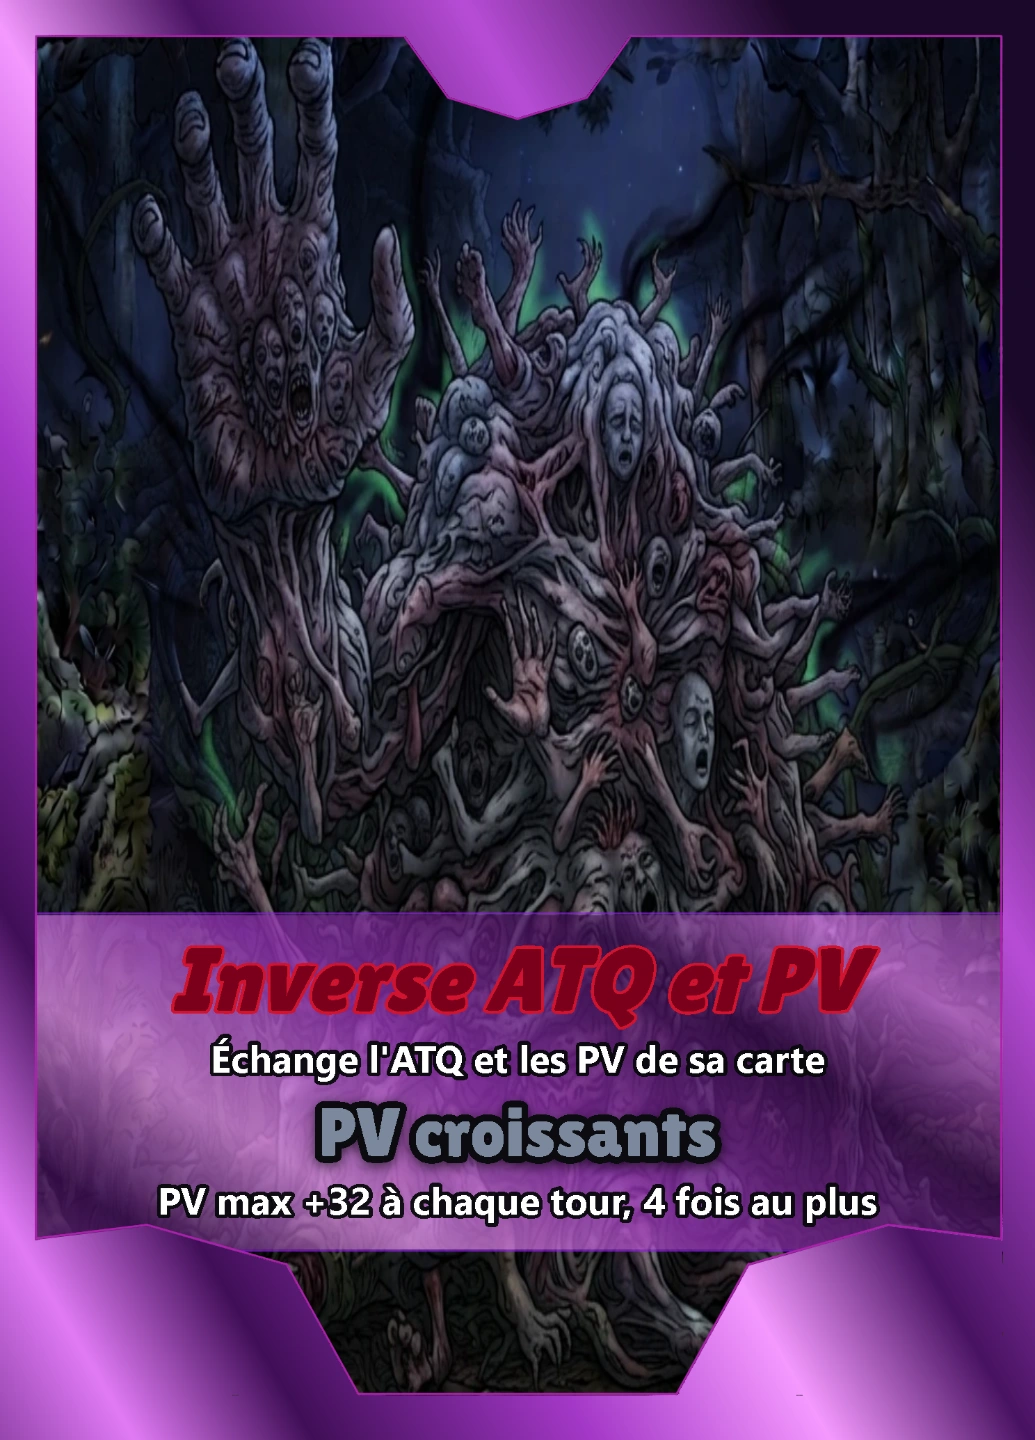 Inverse ATQ et PV
Échange l'ATQ et les PV de sa carte
PV croissants
PV max +32 à chaque tour, 4 fois au plus